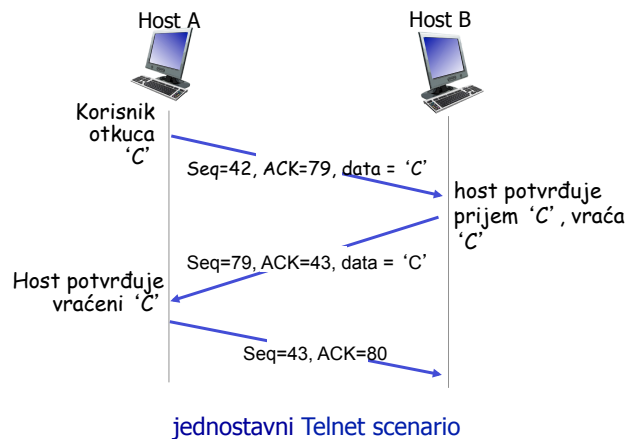 Host A
Host B
Korisnik
otkuca
‘C’
Seq=42, ACK=79, data = ‘C’
host potvrđuje
prijem ‘C’, vraća
‘C’
Seq=79, ACK=43, data = ‘C’
Host potvrđuje
vraćeni ‘C’
Seq=43, ACK=80
jednostavni Telnet scenario